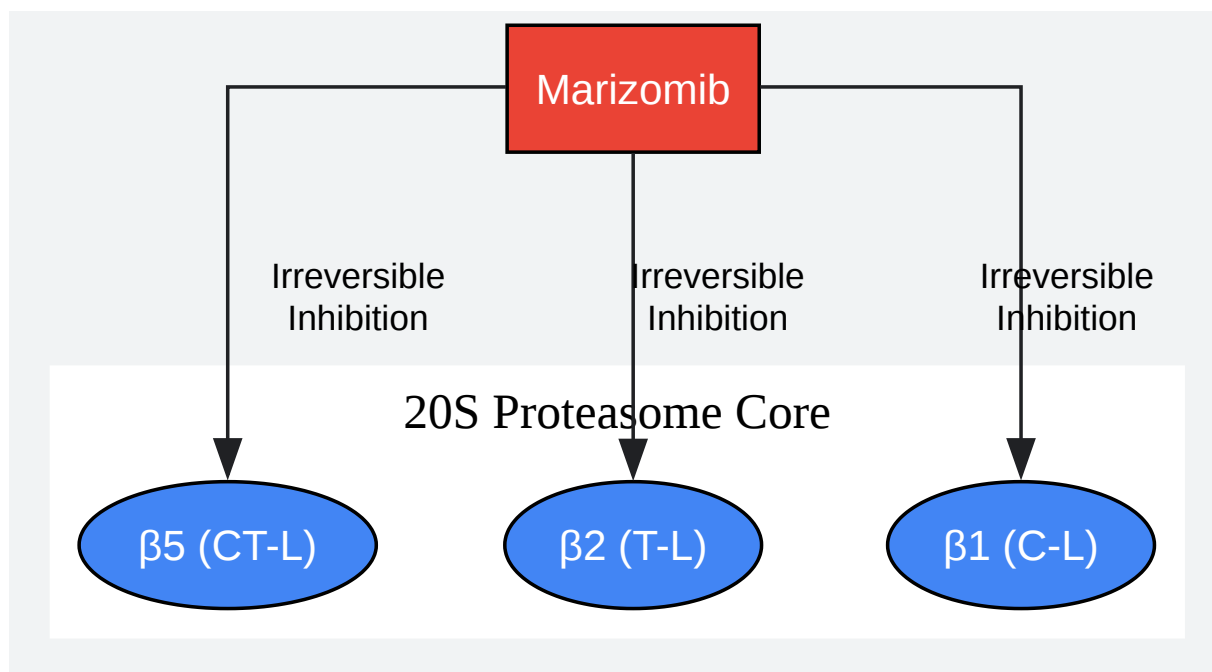 Marizomib
Irreversible
Inhibition
Irreversible
Inhibition
Irreversible
Inhibition
20S Proteasome Core
β5 (CT-L)
β2 (T-L)
β1 (C-L)